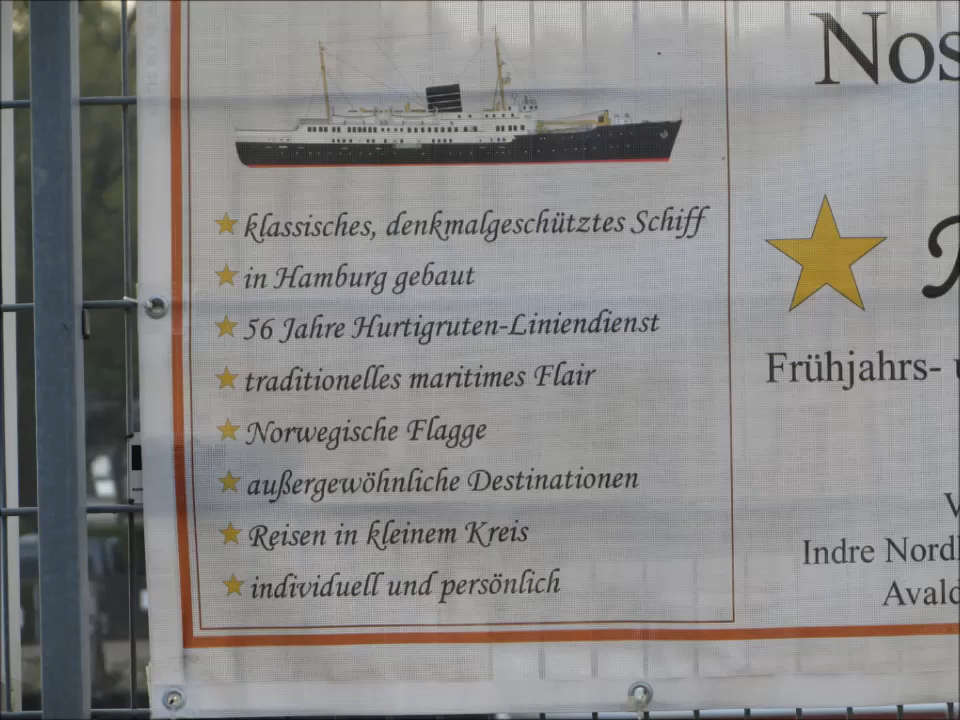 klassisches, denkmalgeschütztes Schiff
in Hamburg gebaut
56 Jahre Hurtigruten-Liniendienst
traditionelles maritimes Flair
Norwegische Flagge
außergewöhnliche Destinationen
Reisen in kleinem Kreis
individuell und persönlich
Nos
Frühjahrs-
Indre Nord
Avald